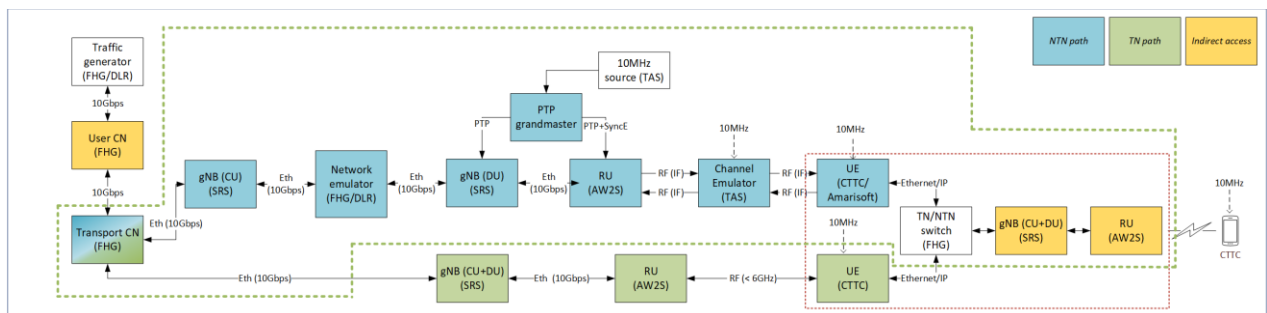 NTN path
TN path
Indirect access
Traffic
generator
(FHG/DLR)
10Gbps
User CN
(FHG)
10Gbps
Transport CN
(FHG)
Eth (10Gbps)
gNB (CU)
(SRS)
Eth
(10Gbps)
Network
emulator
(FHG/DLR)
Eth
(10Gbps)
10MHz
source (TAS)
PTP
grandmaster
PTP
PTP+SyncE
gNB (DU)
(SRS)
Eth
(10Gbps)
RU
(AW2S)
RF (IF)
RF (IF)
10MHz
Channel
Emulator
(TAS)
RF (IF)
RF (IF)
10MHz
UE
(CTTC/
Amarisoft)
Ethernet/IP
TN/NTN
switch
(FHG)
gNB (CU+DU)
(SRS)
RU
(AW2S)
10MHz
CTTC
Eth (10Gbps)
gNB (CU+DU)
(SRS)
Eth (10Gbps)
RU
(AW2S)
RF (< 6GHz)
10MHz
UE
(CTTC)
Ethernet/IP